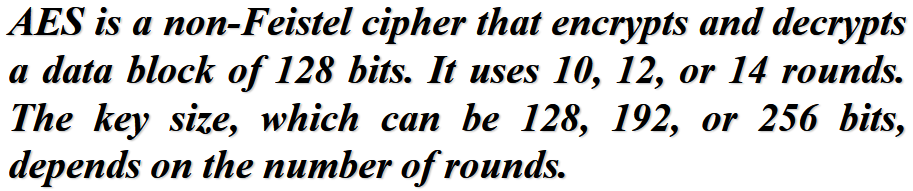 AES is a non-Feistel cipher that encrypts and decrypts
a data block of 128 bits. It uses 10, 12, or 14 rounds.
The key size, which can be 128, 192, or 256 bits,
depends on the number of rounds.